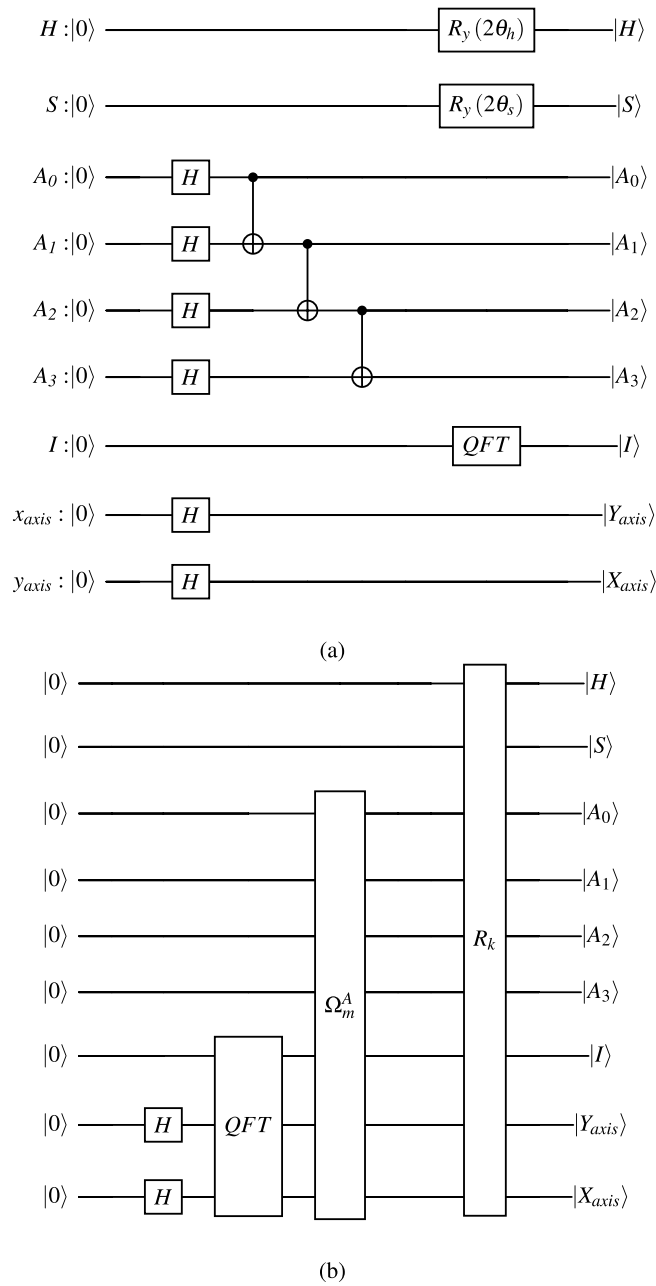 H :|0⟩ R_y (2θ_h) |H⟩
S :|0⟩ R_y (2θ_s) |S⟩
A_0 :|0⟩ H |A_0⟩
A_1 :|0⟩ H |A_1⟩
A_2 :|0⟩ H |A_2⟩
A_3 :|0⟩ H |A_3⟩
I :|0⟩ QFT |I⟩
x_axis : |0⟩ H |Y_axis⟩
y_axis : |0⟩ H |X_axis⟩
(a)
|0⟩ |H⟩
|0⟩ |S⟩
|0⟩ |A_0⟩
|0⟩ |A_1⟩
|0⟩ R_k |A_2⟩
|0⟩ Ω_m^A |A_3⟩
|0⟩ |I⟩
|0⟩ H QFT |Y_axis⟩
|0⟩ H |X_axis⟩
(b)